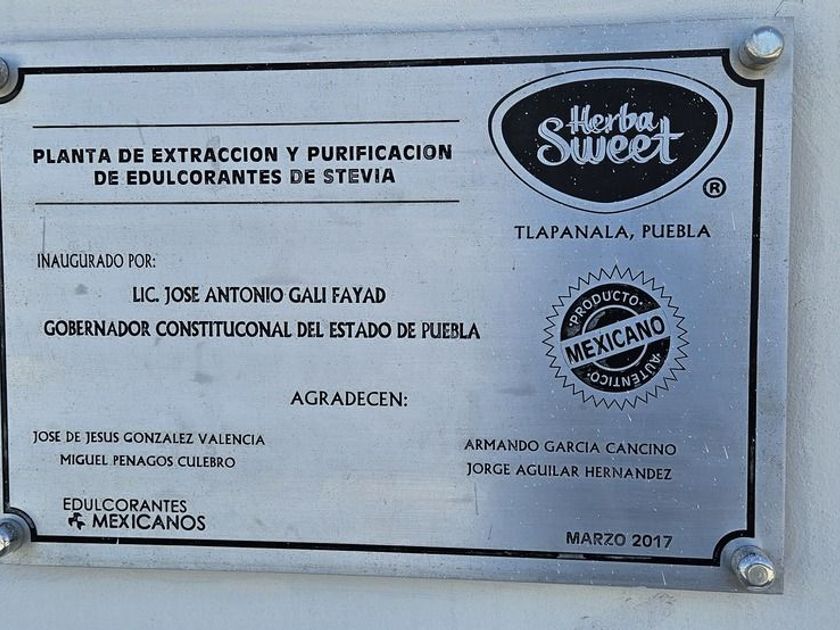 Herba
Sweet
®
PLANTA DE EXTRACCION Y PURIFICACION
DE EDULCORANTES DE STEVIA
TLAPANALA, PUEBLA
INAUGURADO POR:
LIC. JOSE ANTONIO GALI FAYAD
GOBERNADOR CONSTITUCONAL DEL ESTADO DE PUEBLA
PRODUCTO
MEXICANO
AUTÉNTICO
AGRADECEN:
JOSE DE JESUS GONZALEZ VALENCIA
MIGUEL PENAGOS CULEBRO
ARMANDO GARCIA CANCINO
JORGE AGUILAR HERNANDEZ
EDULCORANTES
MEXICANOS
MARZO 2017